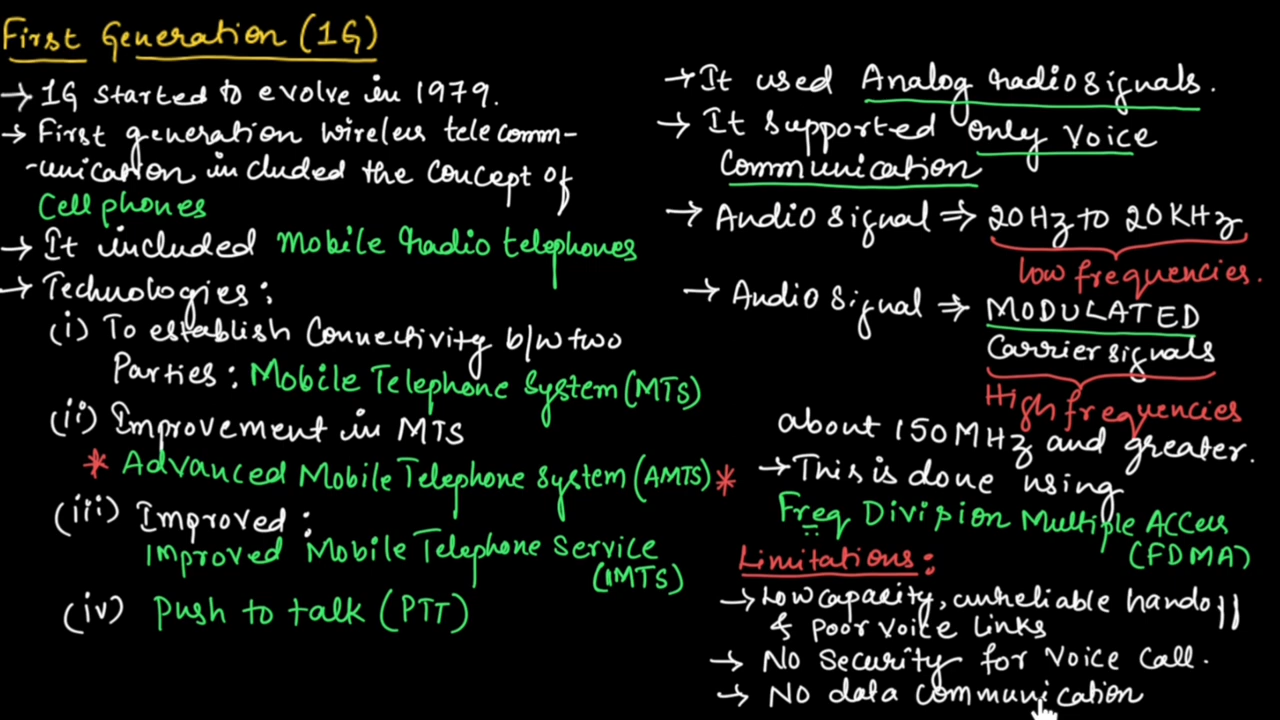 First Generation (1G)
→ 1G started to evolve in 1979.
→ First generation wireless telecomm-
-unication included the concept of
Cell phones
→ It included Mobile radio telephones
→ Technologies:
(i) To establish Connectivity b/w two
Parties: Mobile Telephone System (MTS)
(ii) Improvement in MTS
* Advanced Mobile Telephone System (AMTS) *
(iii) Improved:
Improved Mobile Telephone Service
(IMTS)
(iv) Push to talk (PTT)
→ It used Analog radio signals.
→ It supported only Voice
Communication
→ Audio signal ⇒ 20Hz to 20KHz
low frequencies.
→ Audio Signal ⇒ MODULATED
Carrier signals
High frequencies
about 150MHz and greater.
→ This is done using
Freq Division Multiple Access
(FDMA)
Limitations:
→ Low capacity, unreliable handoff
& poor voice links
→ No security for voice call.
→ No data communication